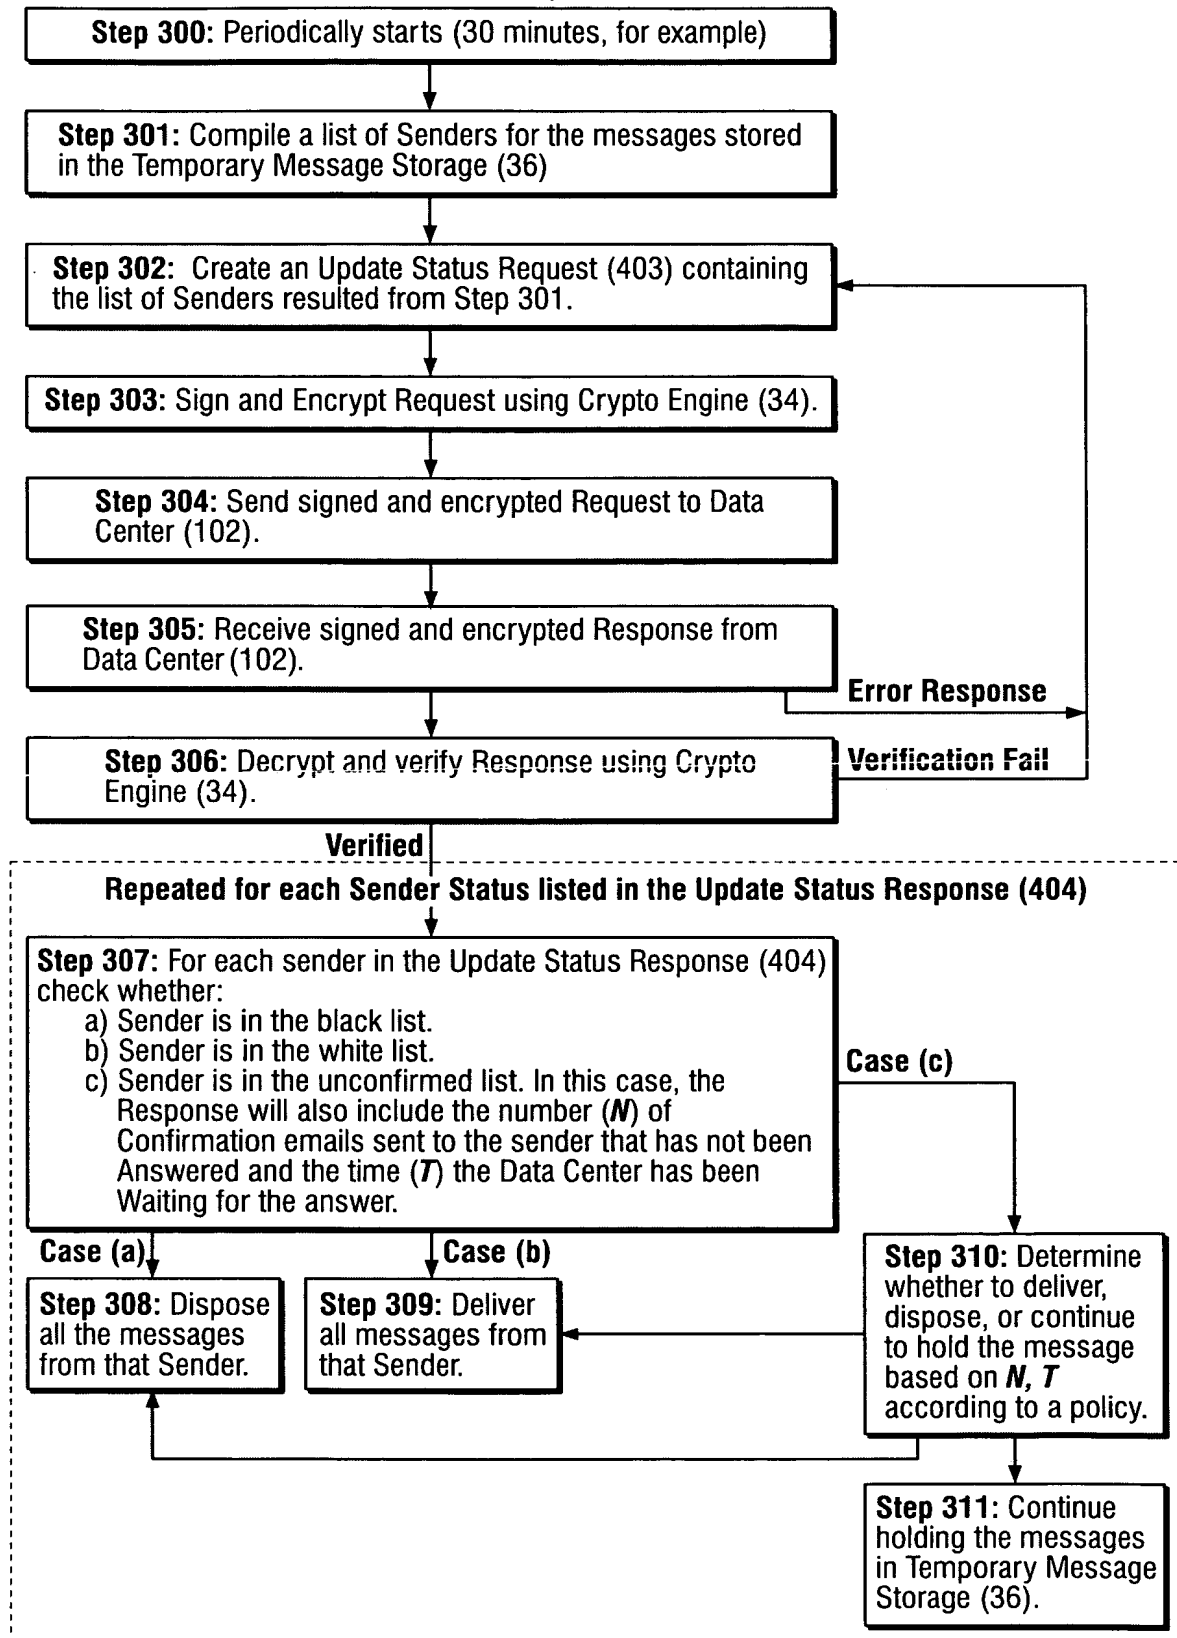 Step 300: Periodically starts (30 minutes, for example)
Step 301: Compile a list of Senders for the messages stored
in the Temporary Message Storage (36)
Step 302: Create an Update Status Request (403) containing
the list of Senders resulted from Step 301.
Step 303: Sign and Encrypt Request using Crypto Engine (34).
Step 304: Send signed and encrypted Request to Data
Center (102).
Step 305: Receive signed and encrypted Response from
Data Center (102).
Error Response
Step 306: Decrypt and verify Response using Crypto
Engine (34).
Verification Fail
Verified
Repeated for each Sender Status listed in the Update Status Response (404)
Step 307: For each sender in the Update Status Response (404)
check whether:
a) Sender is in the black list.
b) Sender is in the white list.
c) Sender is in the unconfirmed list. In this case, the
Response will also include the number (N) of
Confirmation emails sent to the sender that has not been
Answered and the time (T) the Data Center has been
Waiting for the answer.
Case (c)
Case (a)
Case (b)
Step 308: Dispose
all the messages
from that Sender.
Step 309: Deliver
all messages from
that Sender.
Step 310: Determine
whether to deliver,
dispose, or continue
to hold the message
based on N, T
according to a policy.
Step 311: Continue
holding the messages
in Temporary Message
Storage (36).